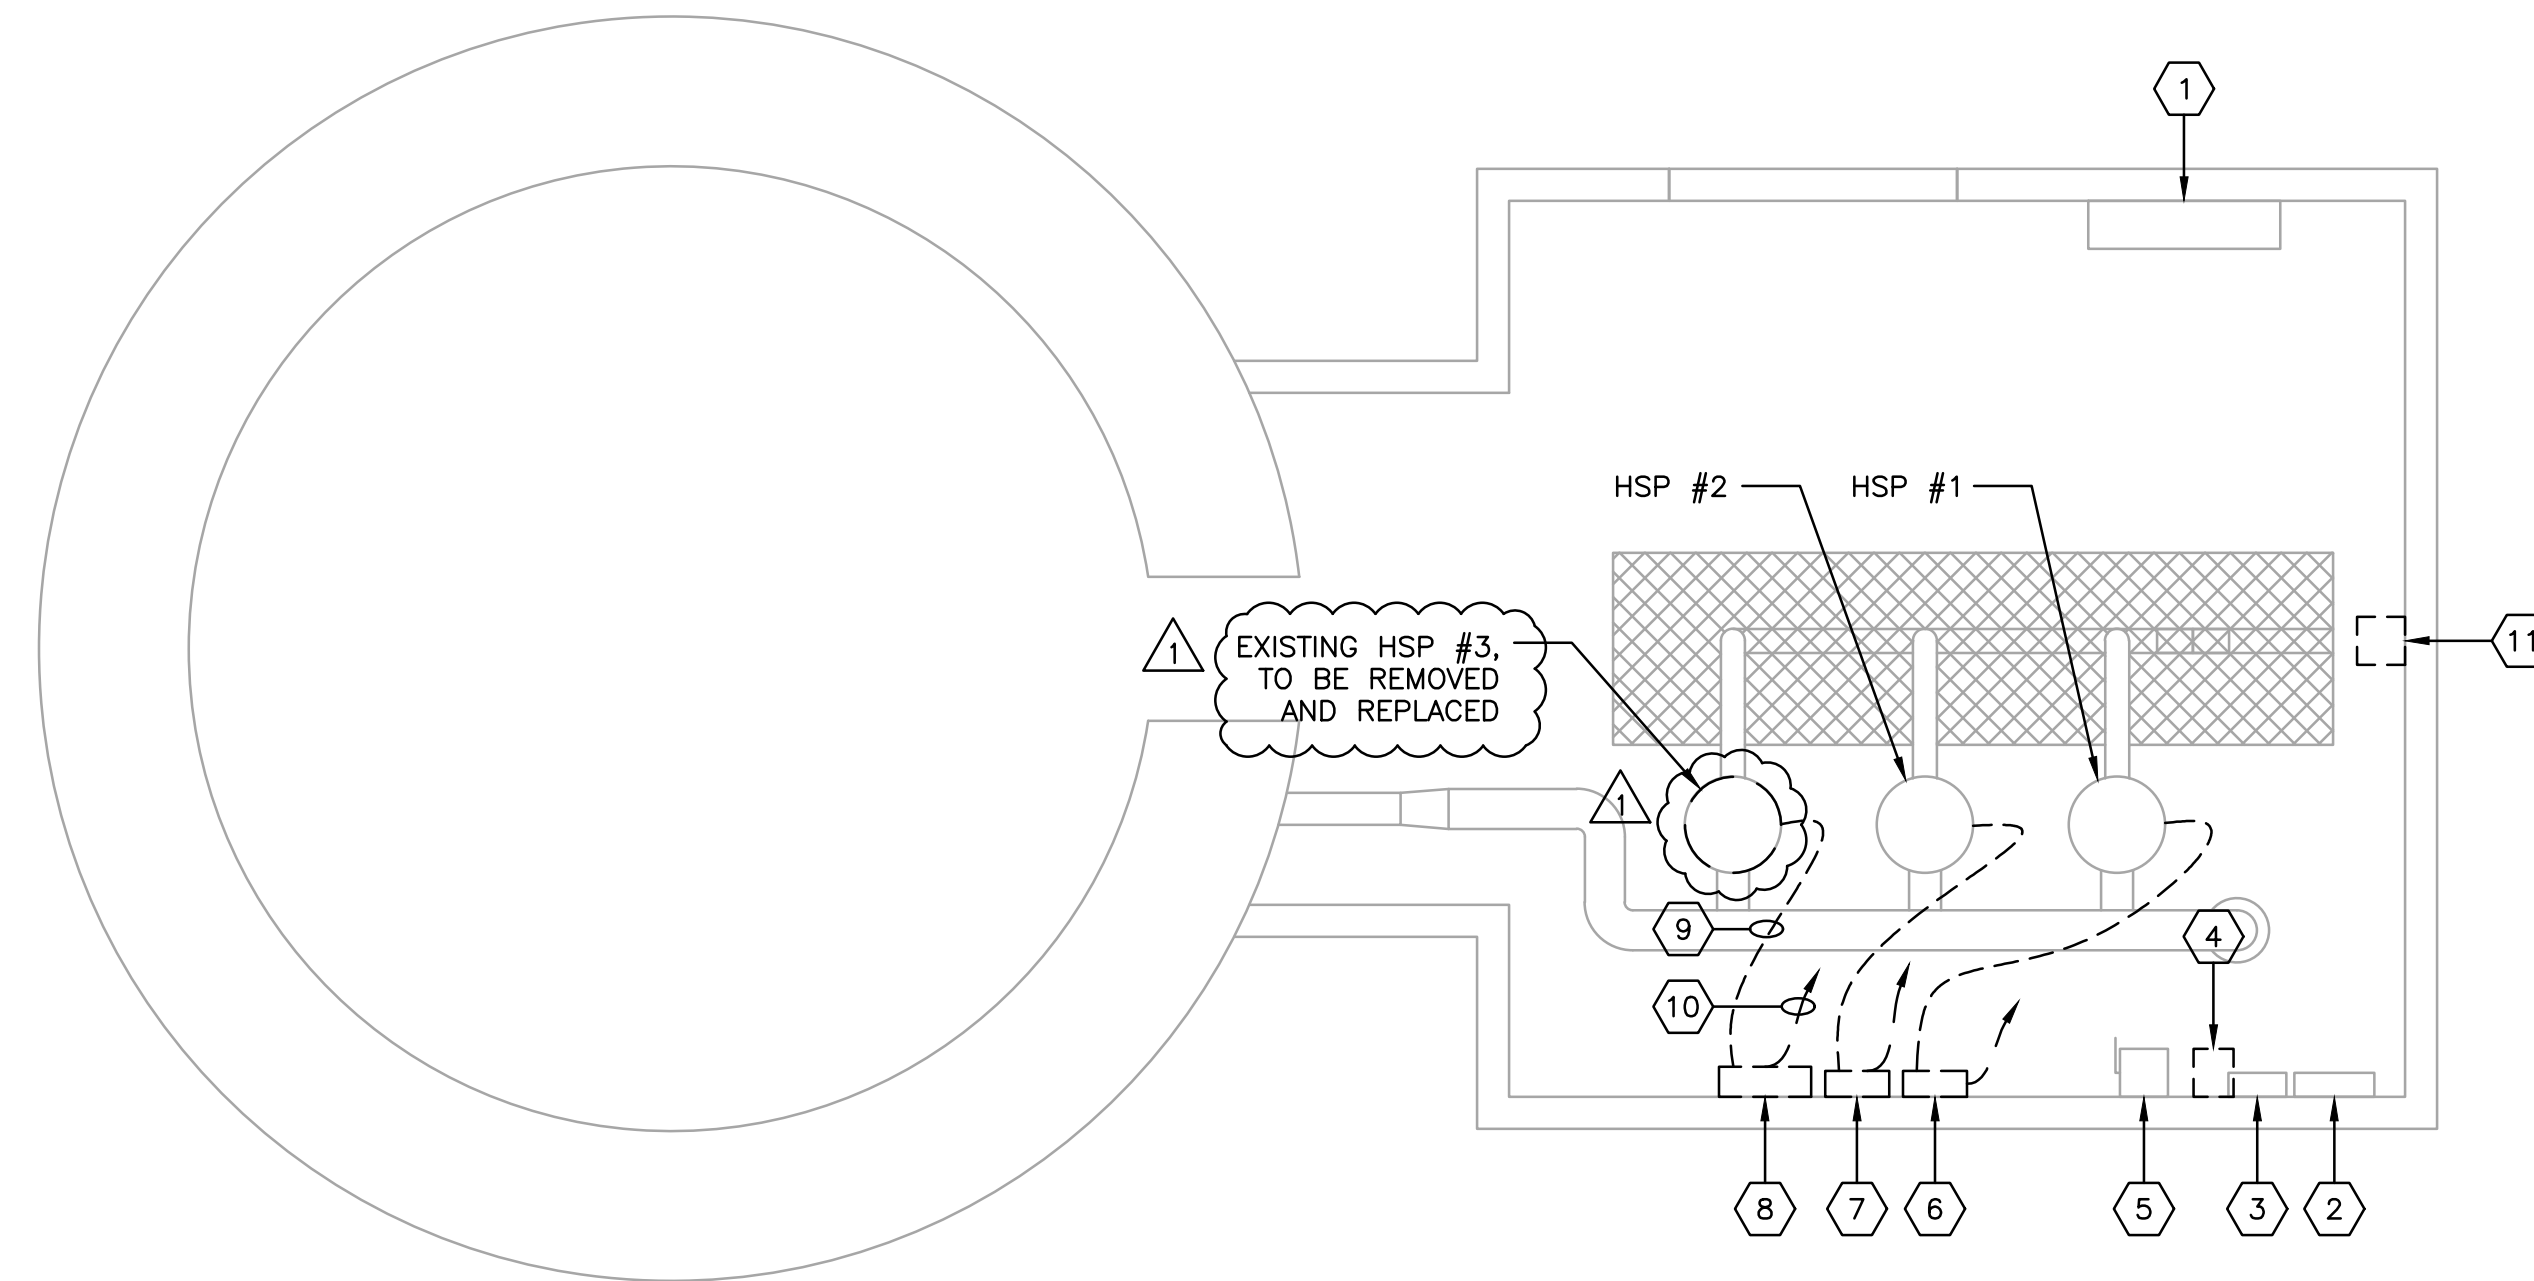 1
HSP #2
HSP #1
1
EXISTING HSP #3,
TO BE REMOVED
AND REPLACED
11
1
9
4
10
8
7
6
5
3
2